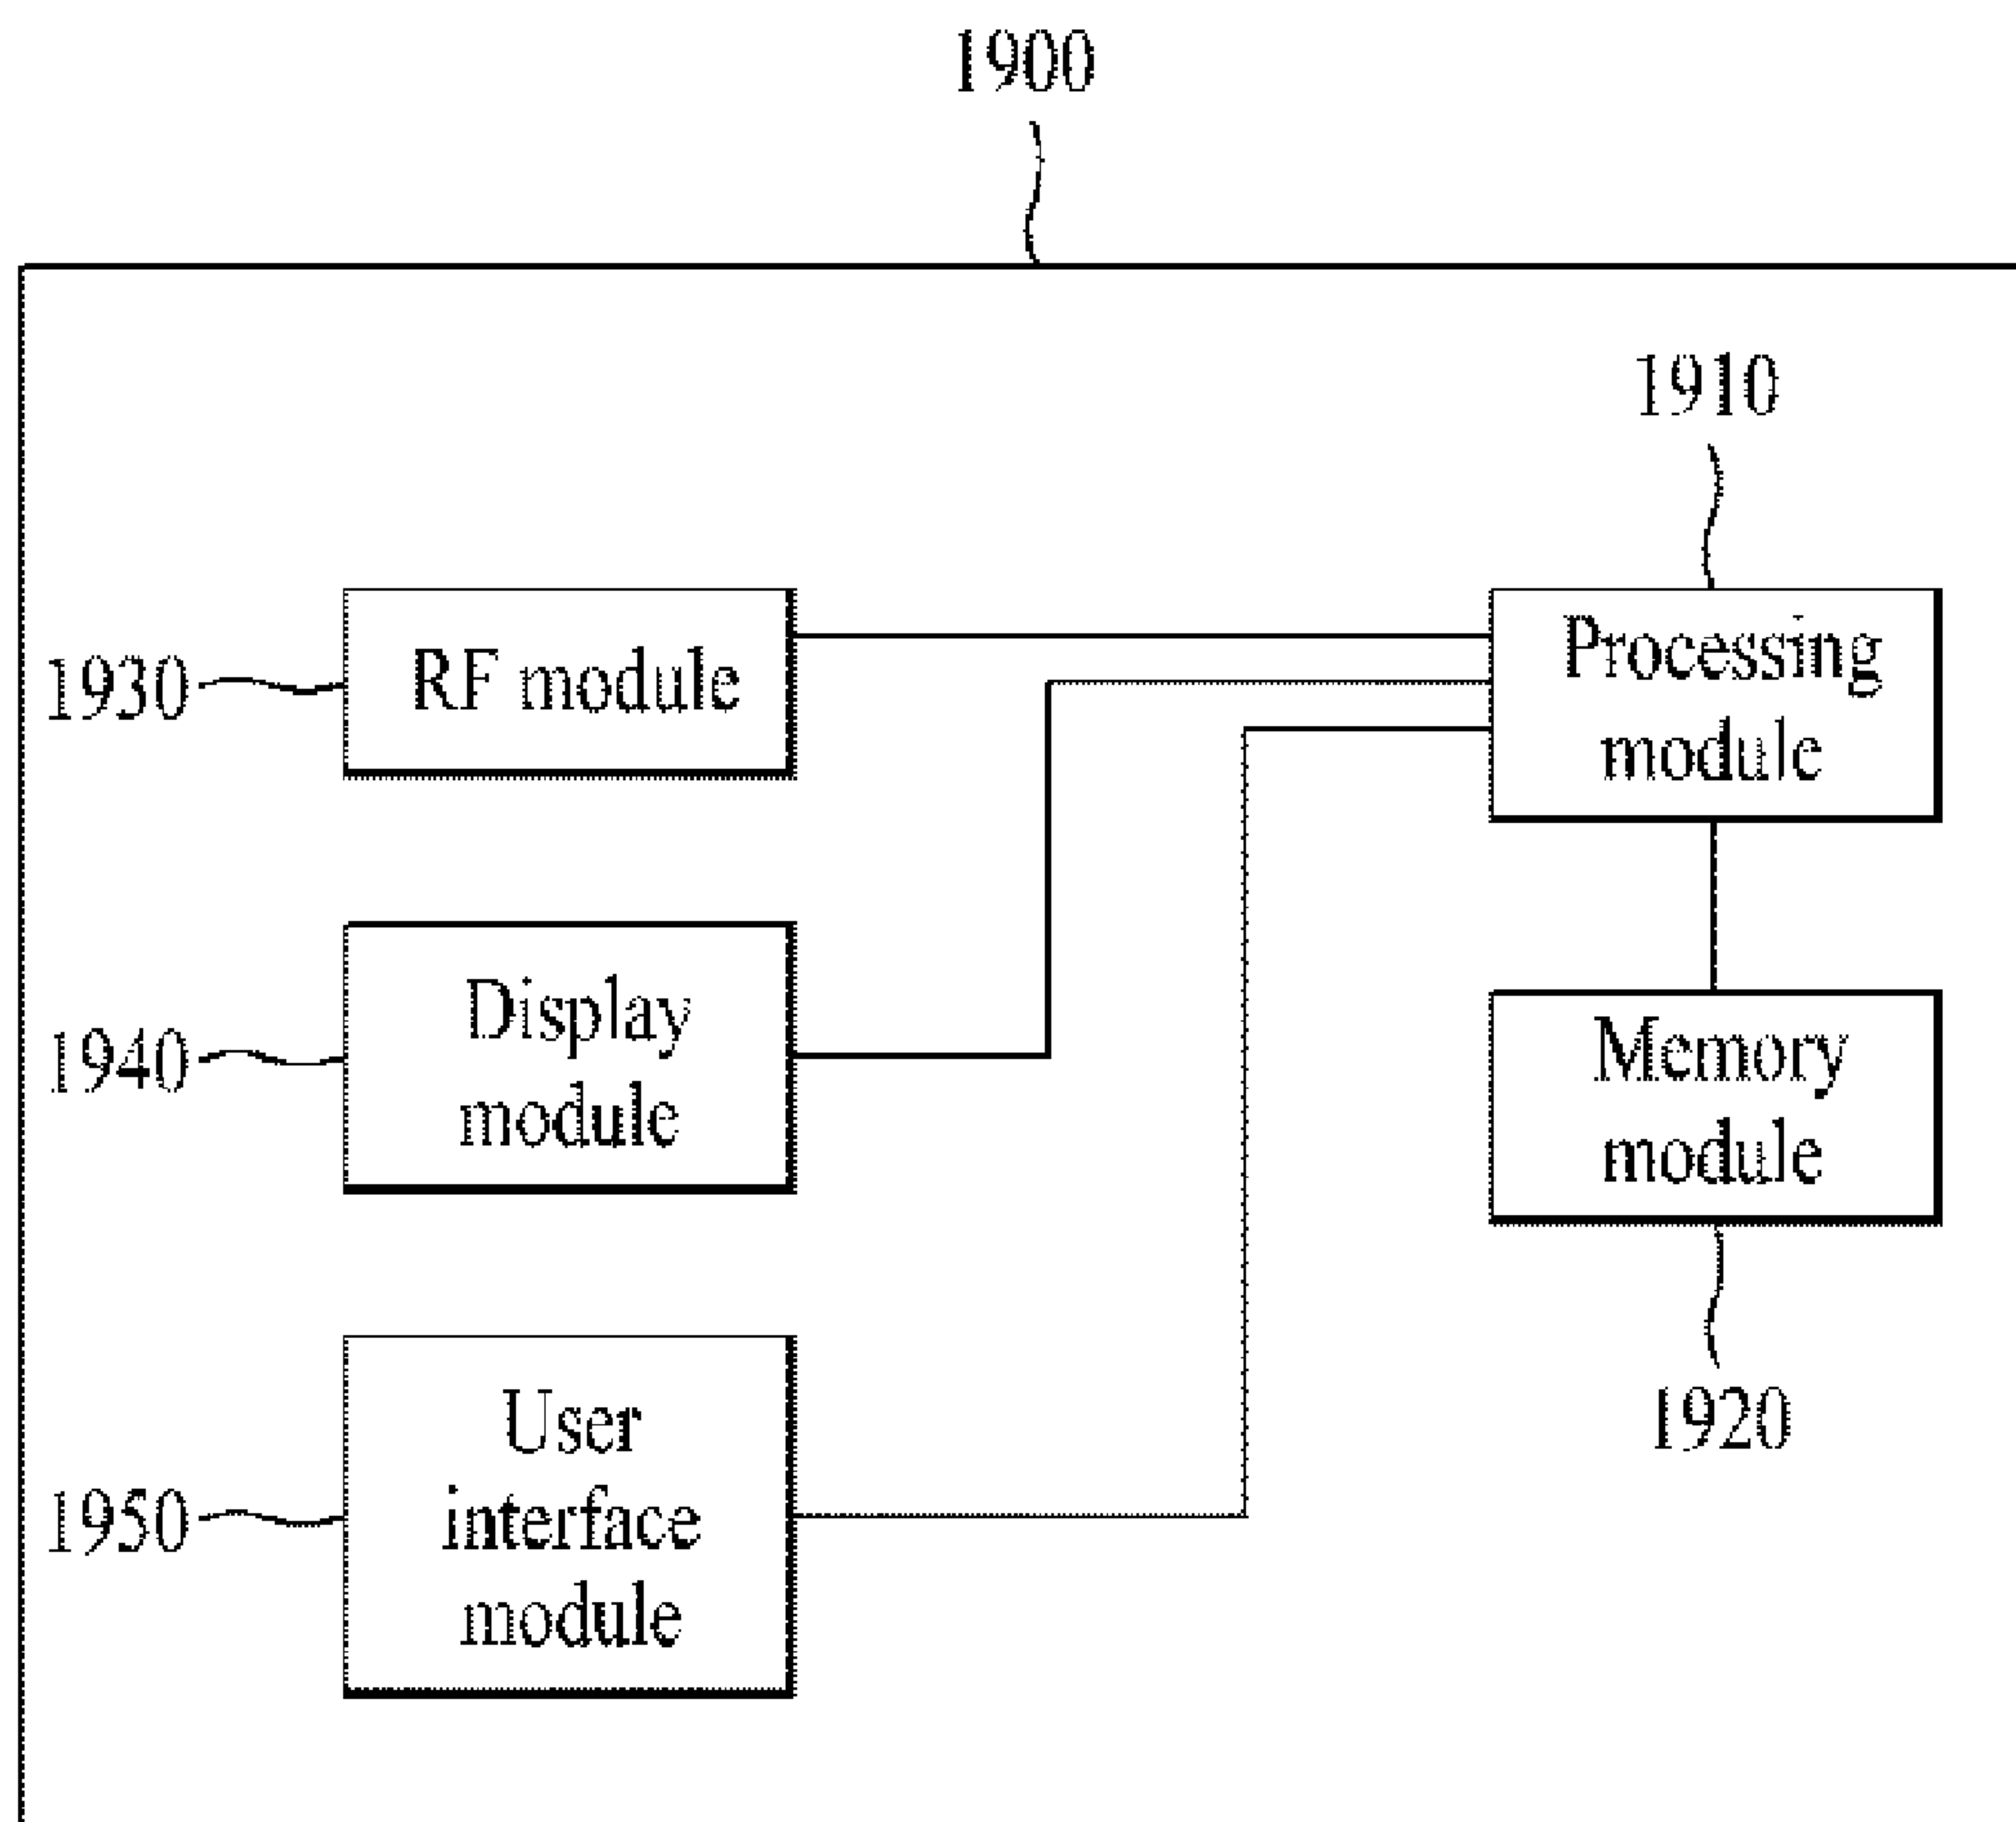 1900
1910
1930
RF module
Processing
module
1940
Display
module
Memory
module
1920
1950
User
interface
module